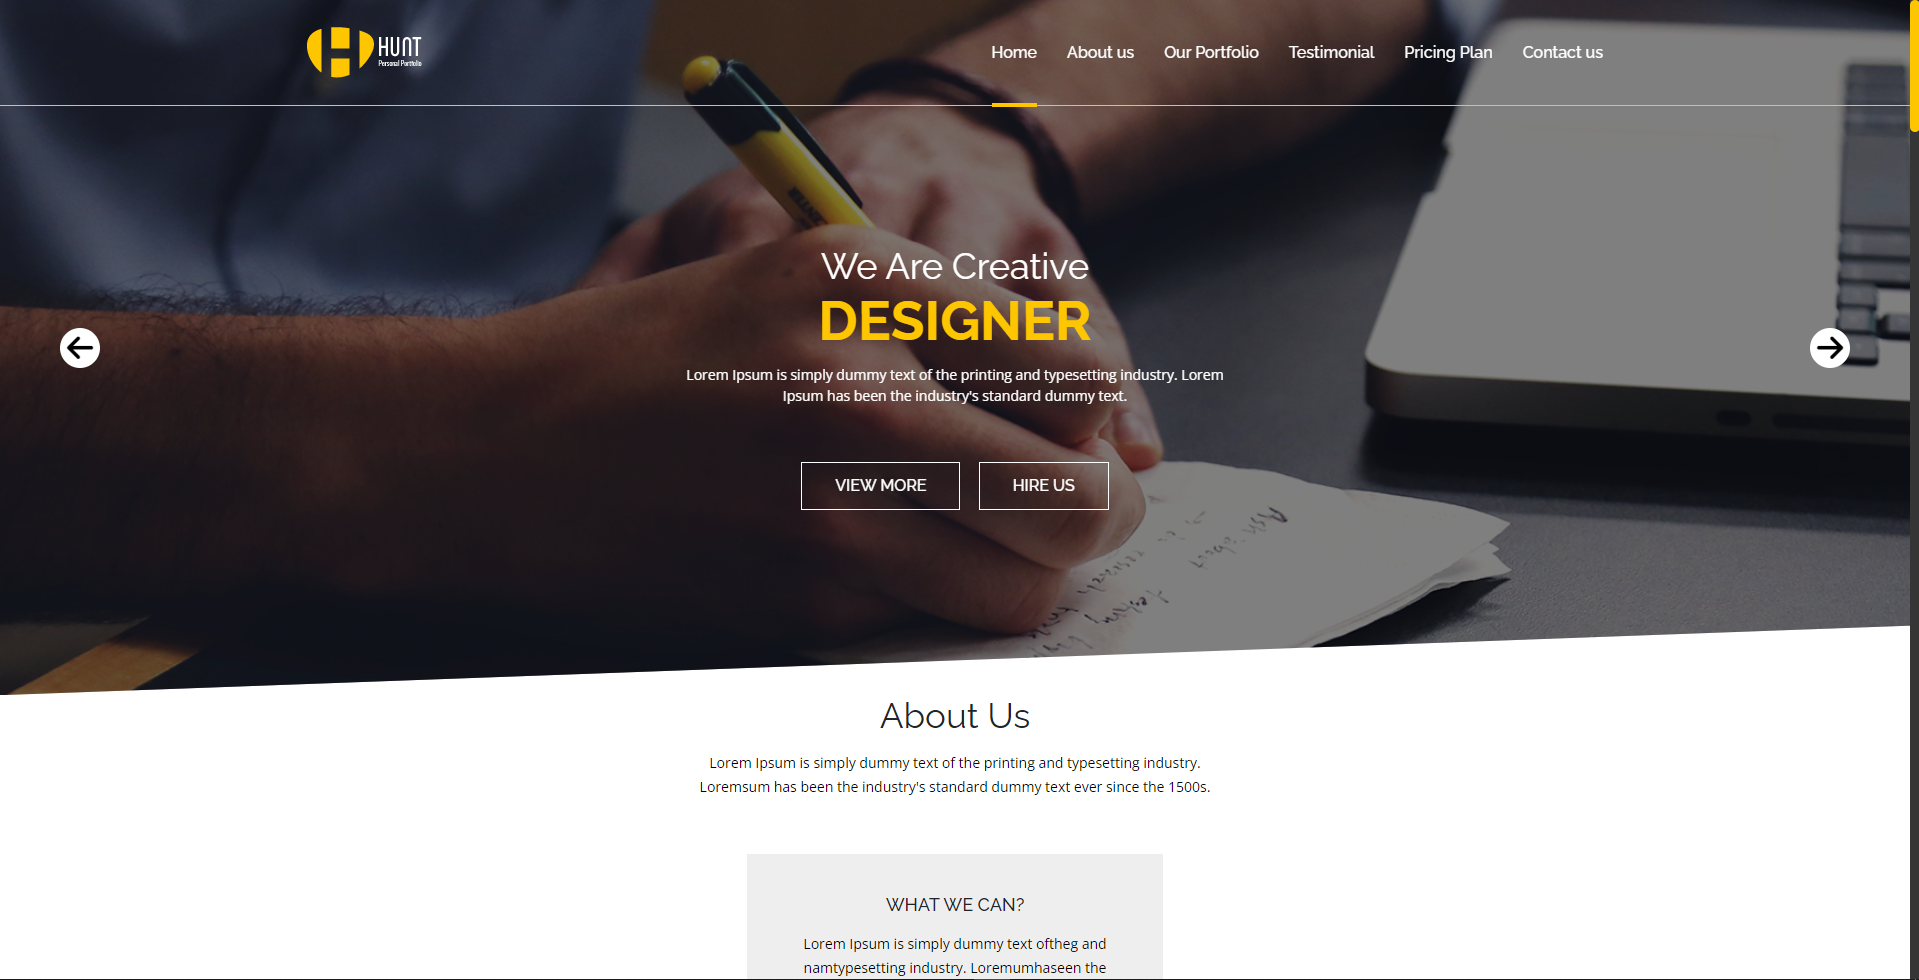 HUNT
Personal Portfolio
Home About us Our Portfolio Testimonial Pricing Plan Contact us
We Are Creative
DESIGNER
Lorem Ipsum is simply dummy text of the printing and typesetting industry. Lorem
Ipsum has been the industry's standard dummy text.
VIEW MORE HIRE US
About Us
Lorem Ipsum is simply dummy text of the printing and typesetting industry.
Loremsum has been the industry's standard dummy text ever since the 1500s.
WHAT WE CAN?
Lorem Ipsum is simply dummy text oftheg and
namtypesetting industry. Loremumhaseen the